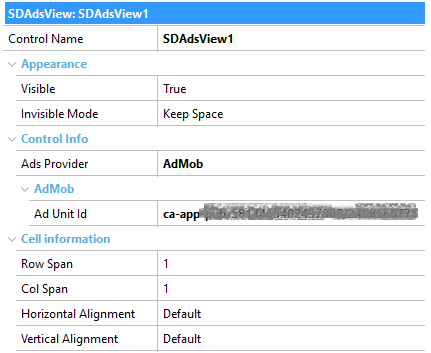 SDAdsView: SDAdsView1
Control Name SDAdsView1
Appearance
Visible True
Invisible Mode Keep Space
Control Info
Ads Provider AdMob
AdMob
Ad Unit Id ca-app-
Cell information
Row Span 1
Col Span 1
Horizontal Alignment Default
Vertical Alignment Default